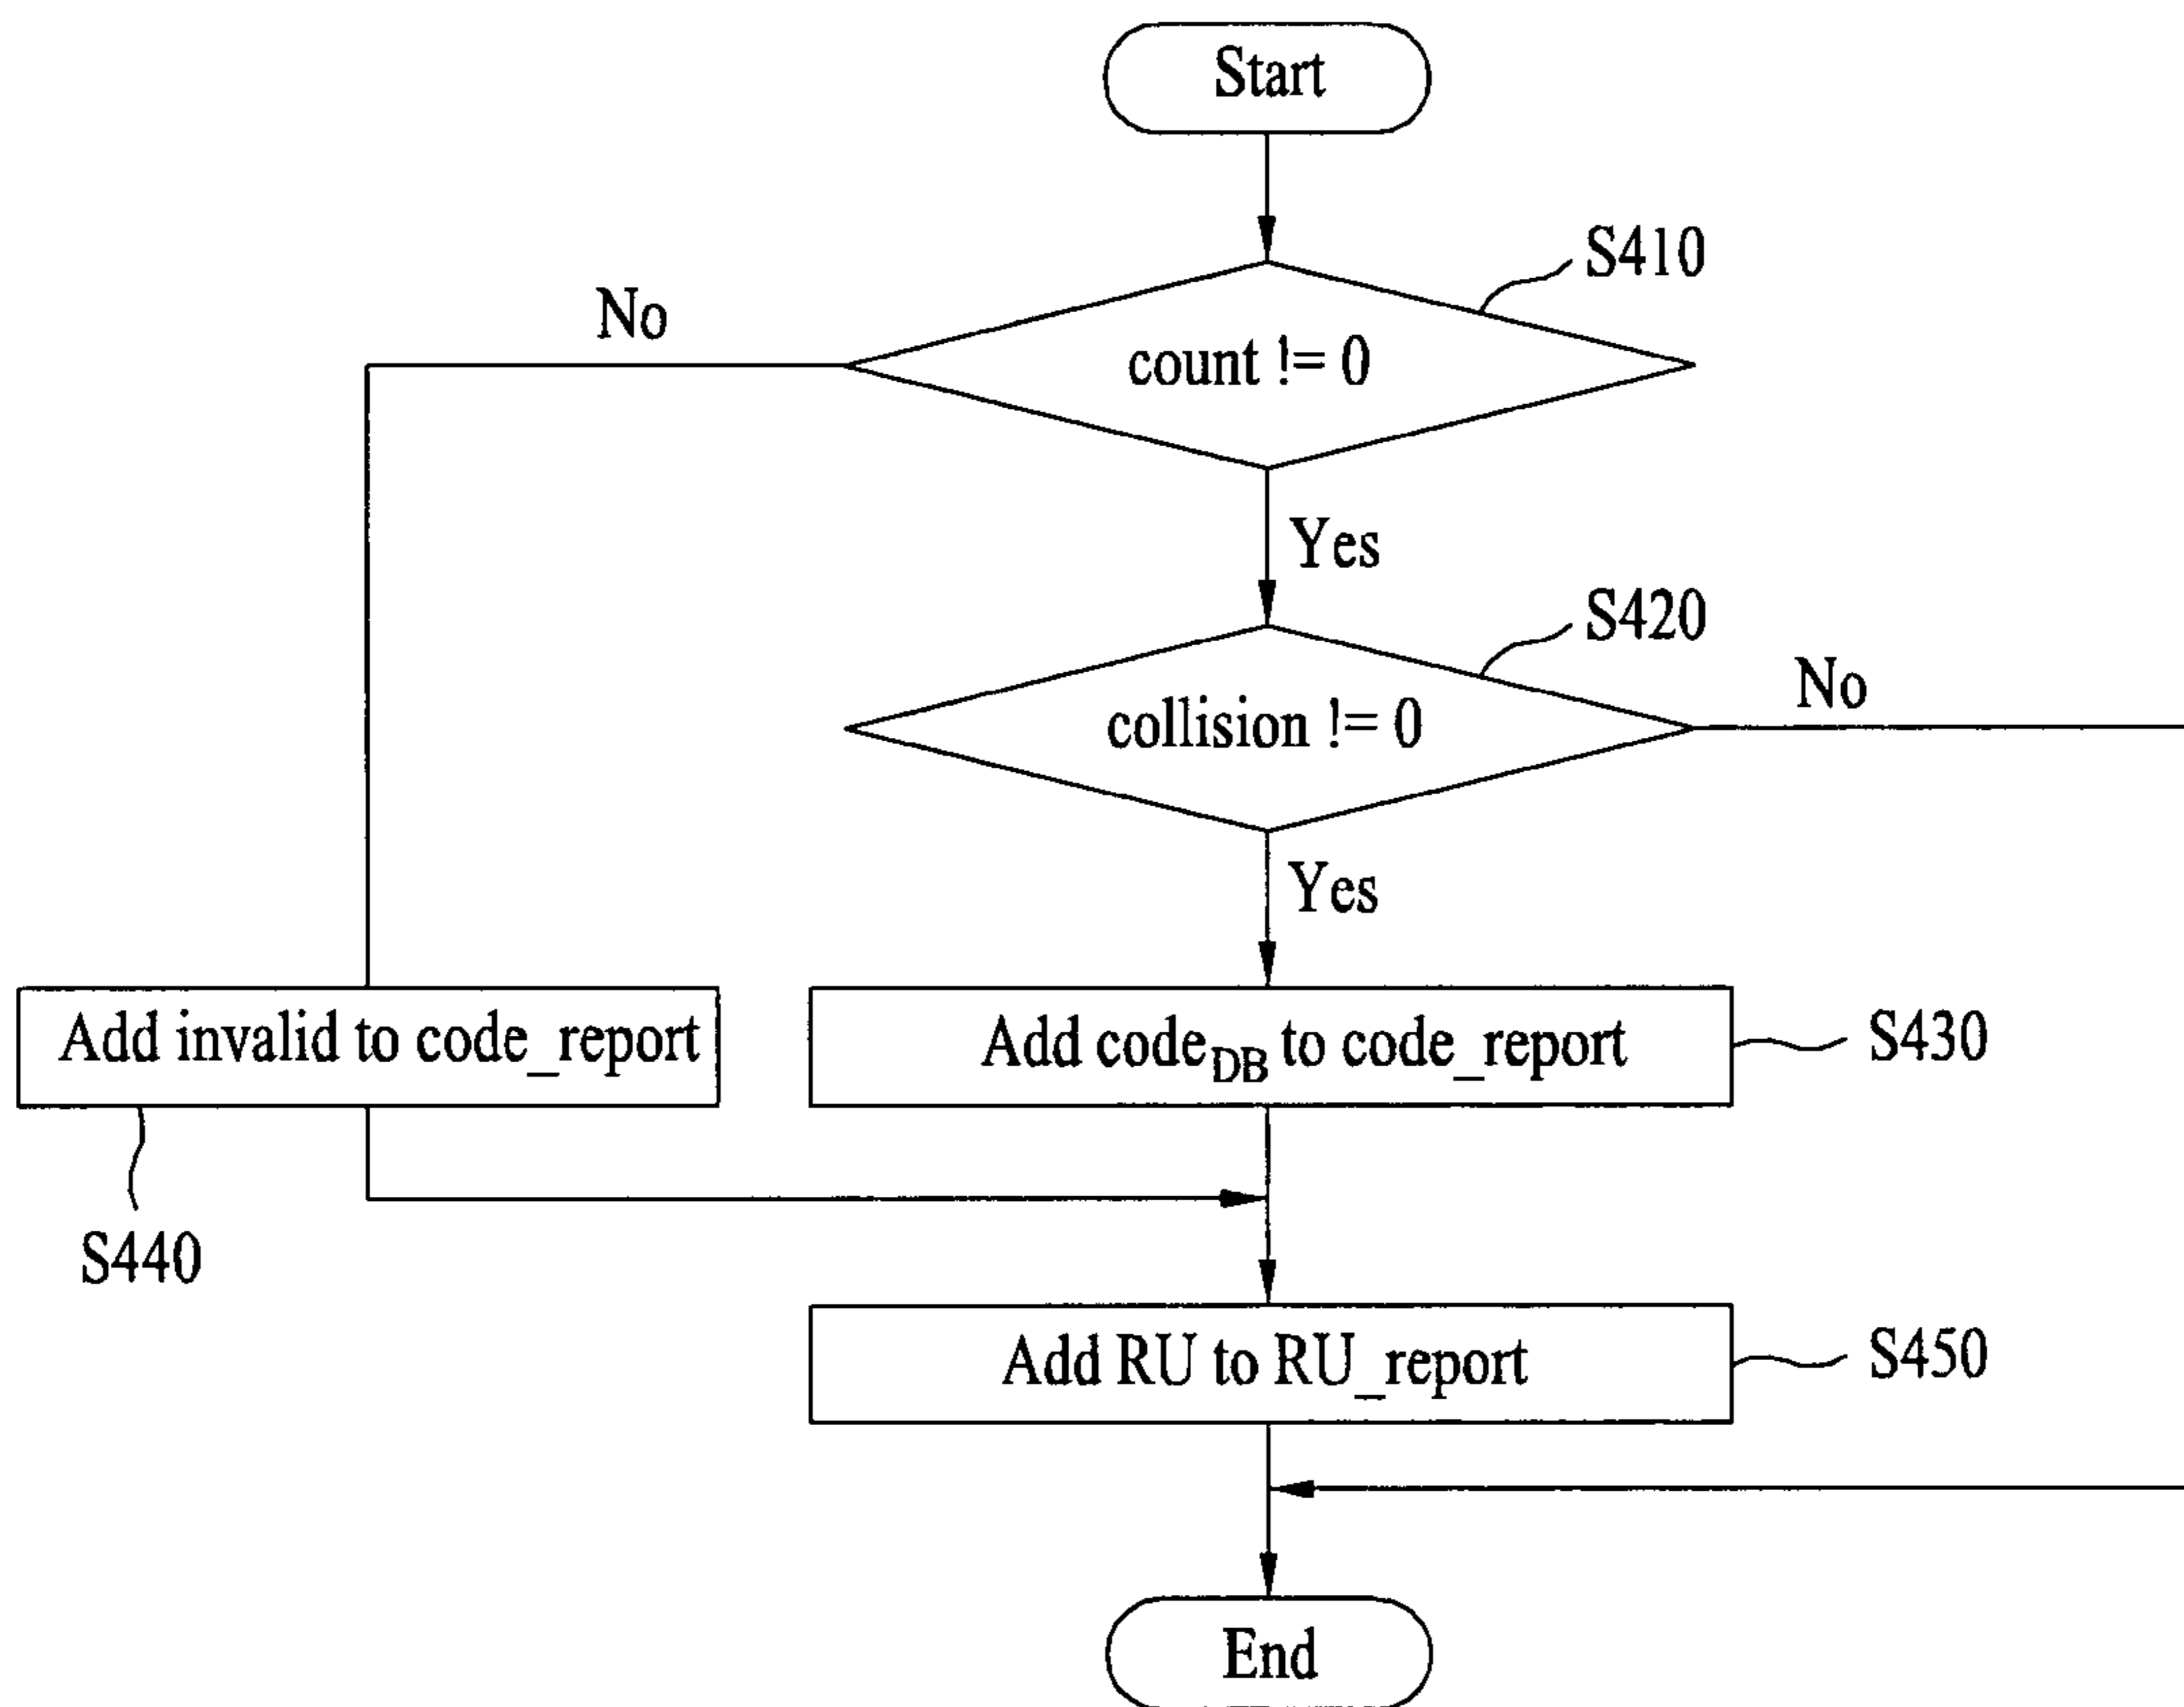 Start
S410
No
count != 0
Yes
S420
No
collision != 0
Yes
Add invalid to code_report
Add codeDB to code_report
S430
S440
Add RU to RU_report
S450
End